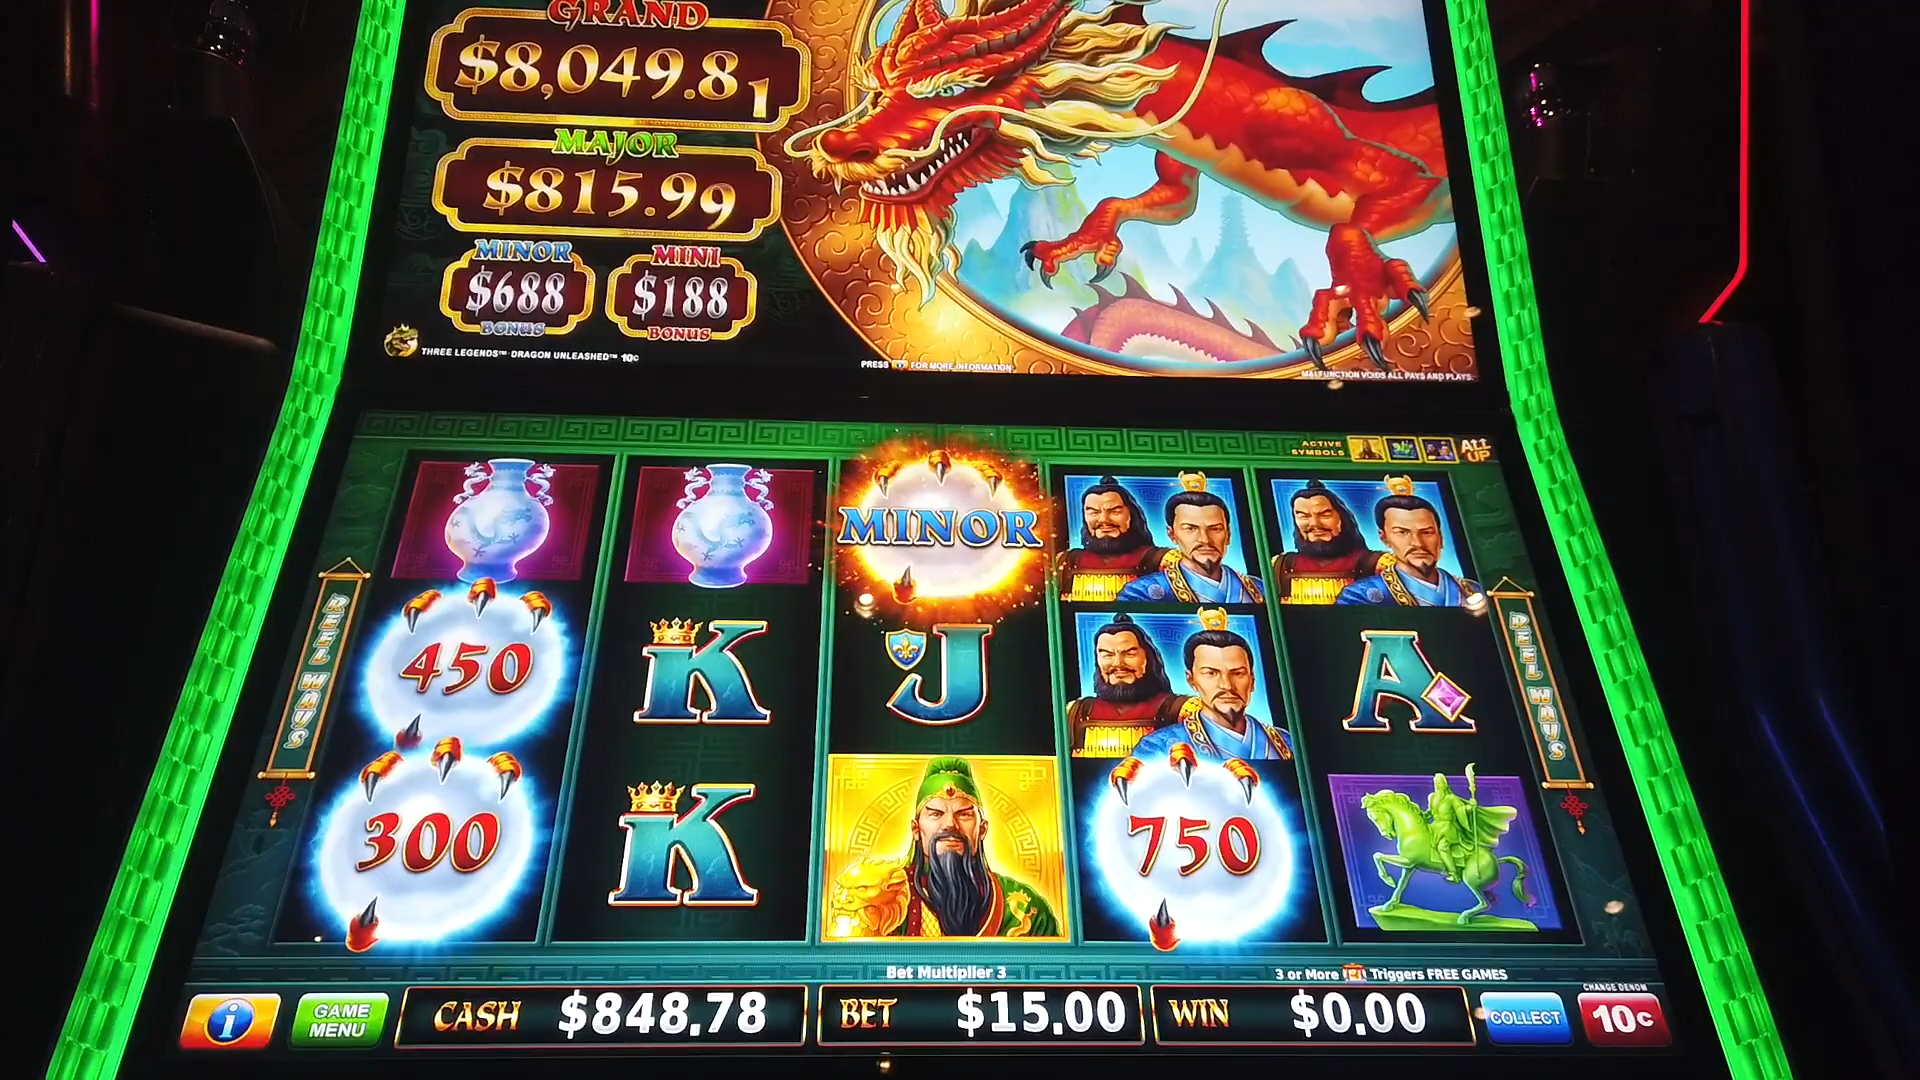 GRAND
$8,049.81
MAJOR
$815.99
MINOR
$688
BONUS
MINI
$188
BONUS
THREE LEGENDS™ DRAGON UNLEASHED™ 10¢
PRESS FOR MORE INFORMATION.
MALFUNCTION VOIDS ALL PAYS AND PLAYS.
ACTIVE
SYMBOLS
ALL
UP
MINOR
REEL WAYS
450
K
J
A
REEL WAYS
300
K
750
Bet Multiplier 3
3 or More Triggers FREE GAMES
i
GAME
MENU
CASH $848.78
BET $15.00
WIN $0.00
COLLECT
CHANGE DENOM
10¢